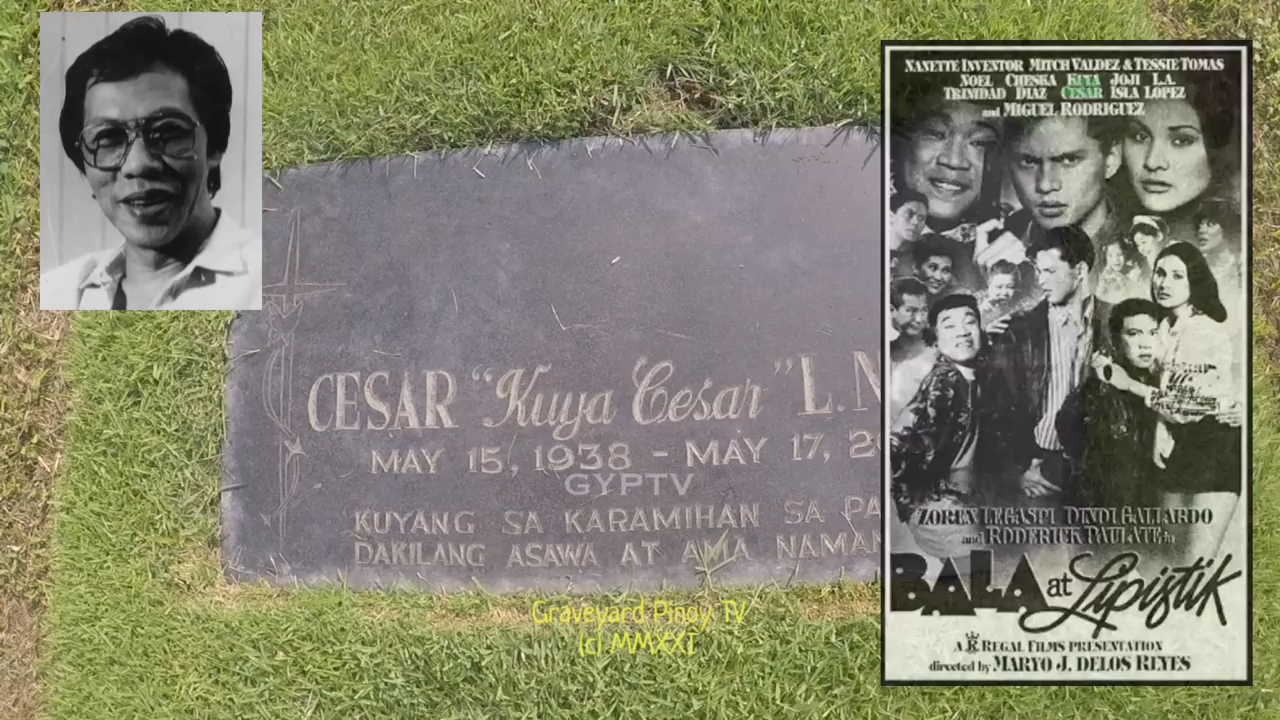 CESAR "Kuya Cesar" L.
MAY 15, 1938 - MAY 17, 2
GYPTV
KUYANG SA KARAMIHAN SA PA
DAKILANG ASAWA AT AMA NAMAN
Graveyard Pinoy TV
(c) MMXXI
NANETTE INVENTOR MITCH VALDEZ & TESSIE TOMAS
NOEL CHESKA KUYA JOJI L.A.
TRINIDAD DIAZ CESAR ISLA LOPEZ
and MIGUEL RODRIGUEZ
ZOREN LEGASPI DINDI GALLARDO
and RODERICK PAULATE in
BALA at Lipistik
A R REGAL FILMS PRESENTATION
directed by MARYO J. DELOS REYES